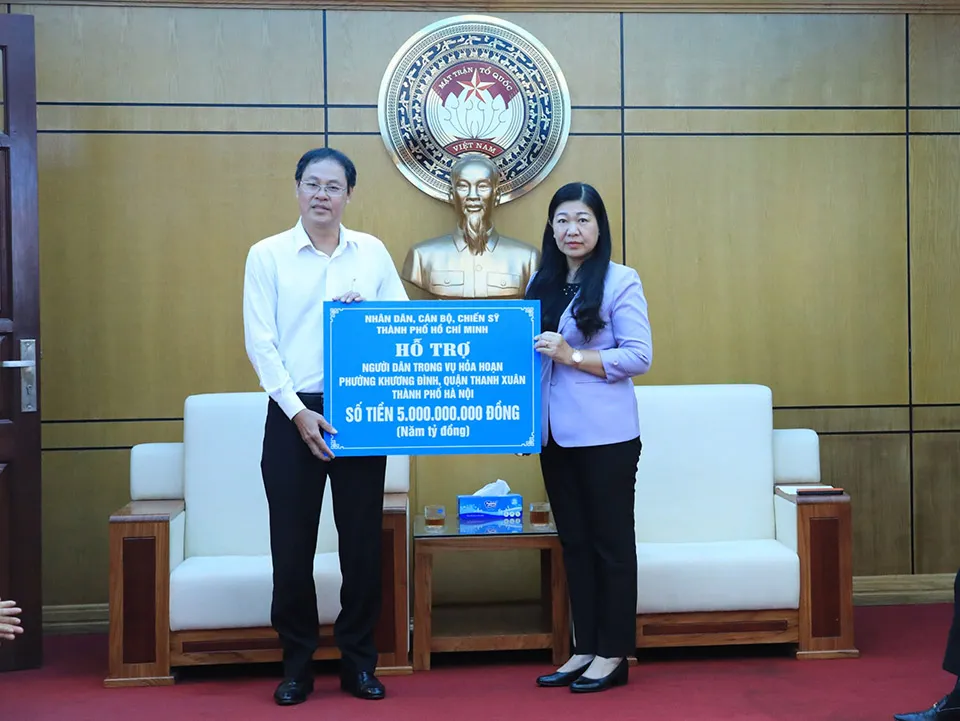 MẶT TRẬN TỔ QUỐC
VIỆT NAM
NHÂN DÂN, CÁN BỘ, CHIẾN SỸ
THÀNH PHỐ HỒ CHÍ MINH
HỖ TRỢ
NGƯỜI DÂN TRONG VỤ HỎA HOẠN
PHƯỜNG KHƯƠNG ĐÌNH, QUẬN THANH XUÂN
THÀNH PHỐ HÀ NỘI
SỐ TIỀN 5.000.000.000 ĐỒNG
(Năm tỷ đồng)